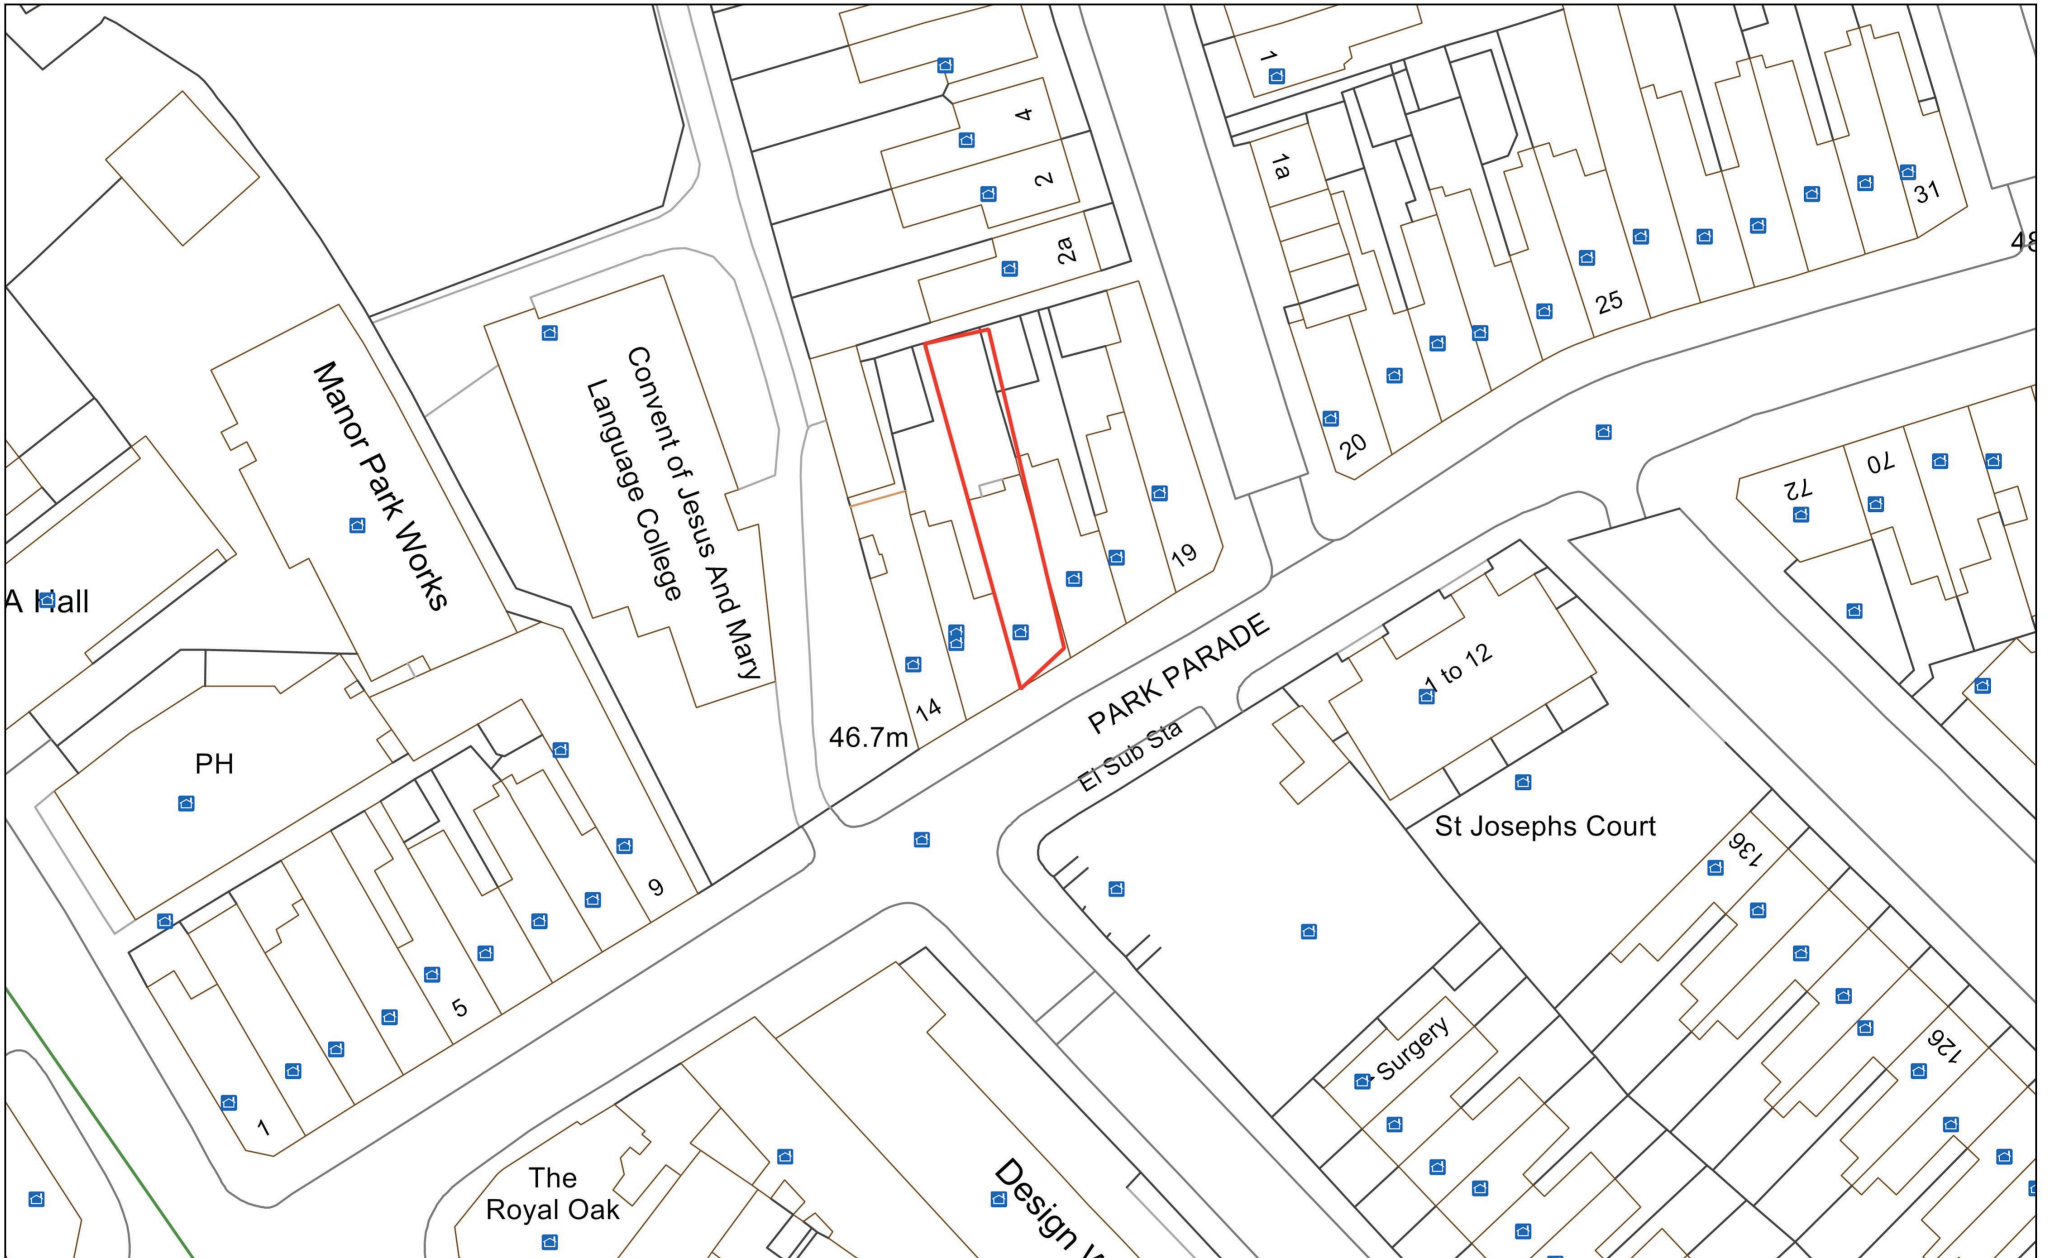 1
4
1a
2
31
2a
48
25
Manor Park Works
Convent of Jesus And Mary
Language College
20
70
72
19
A Hall
1 to 12
PARK PARADE
14
46.7m
El Sub Sta
PH
St Josephs Court
136
9
5
126
Surgery
1
The
Royal Oak
Design